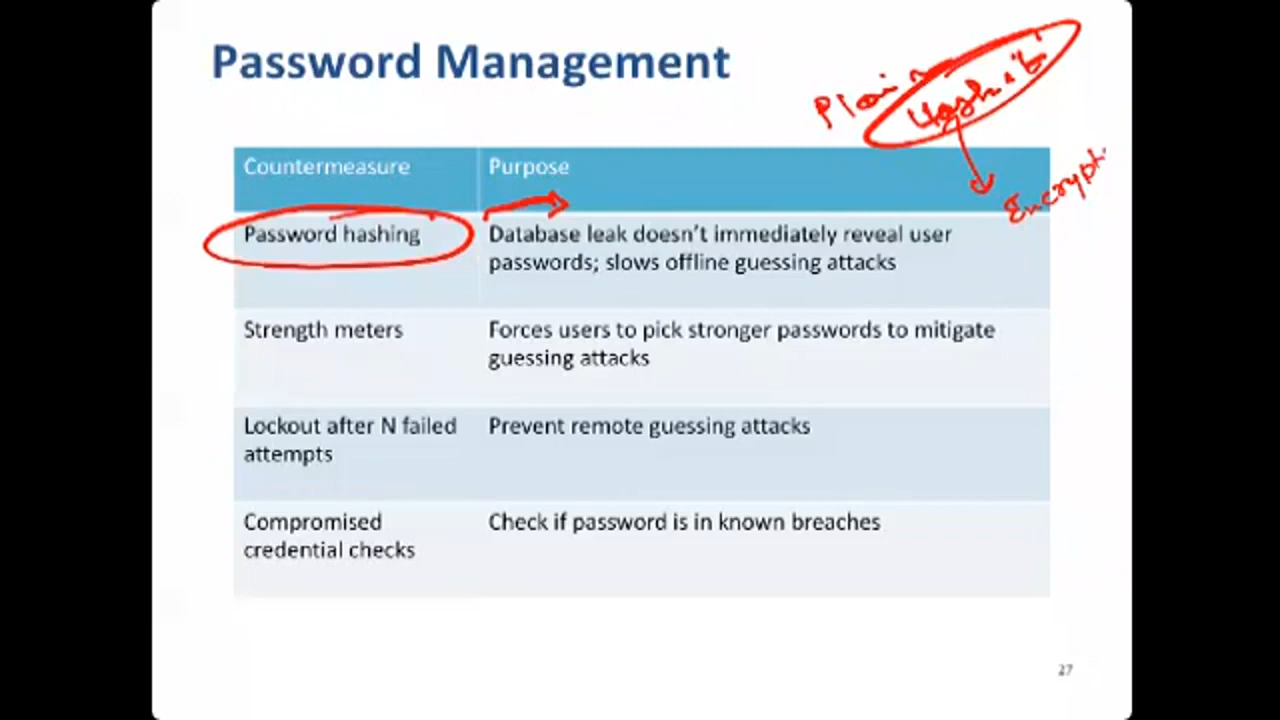 Password Management
Plain
Countermeasure Purpose
Encrypti
Password hashing Database leak doesn't immediately reveal user
passwords; slows offline guessing attacks
Strength meters Forces users to pick stronger passwords to mitigate
guessing attacks
Lockout after N failed Prevent remote guessing attacks
attempts
Compromised Check if password is in known breaches
credential checks
27